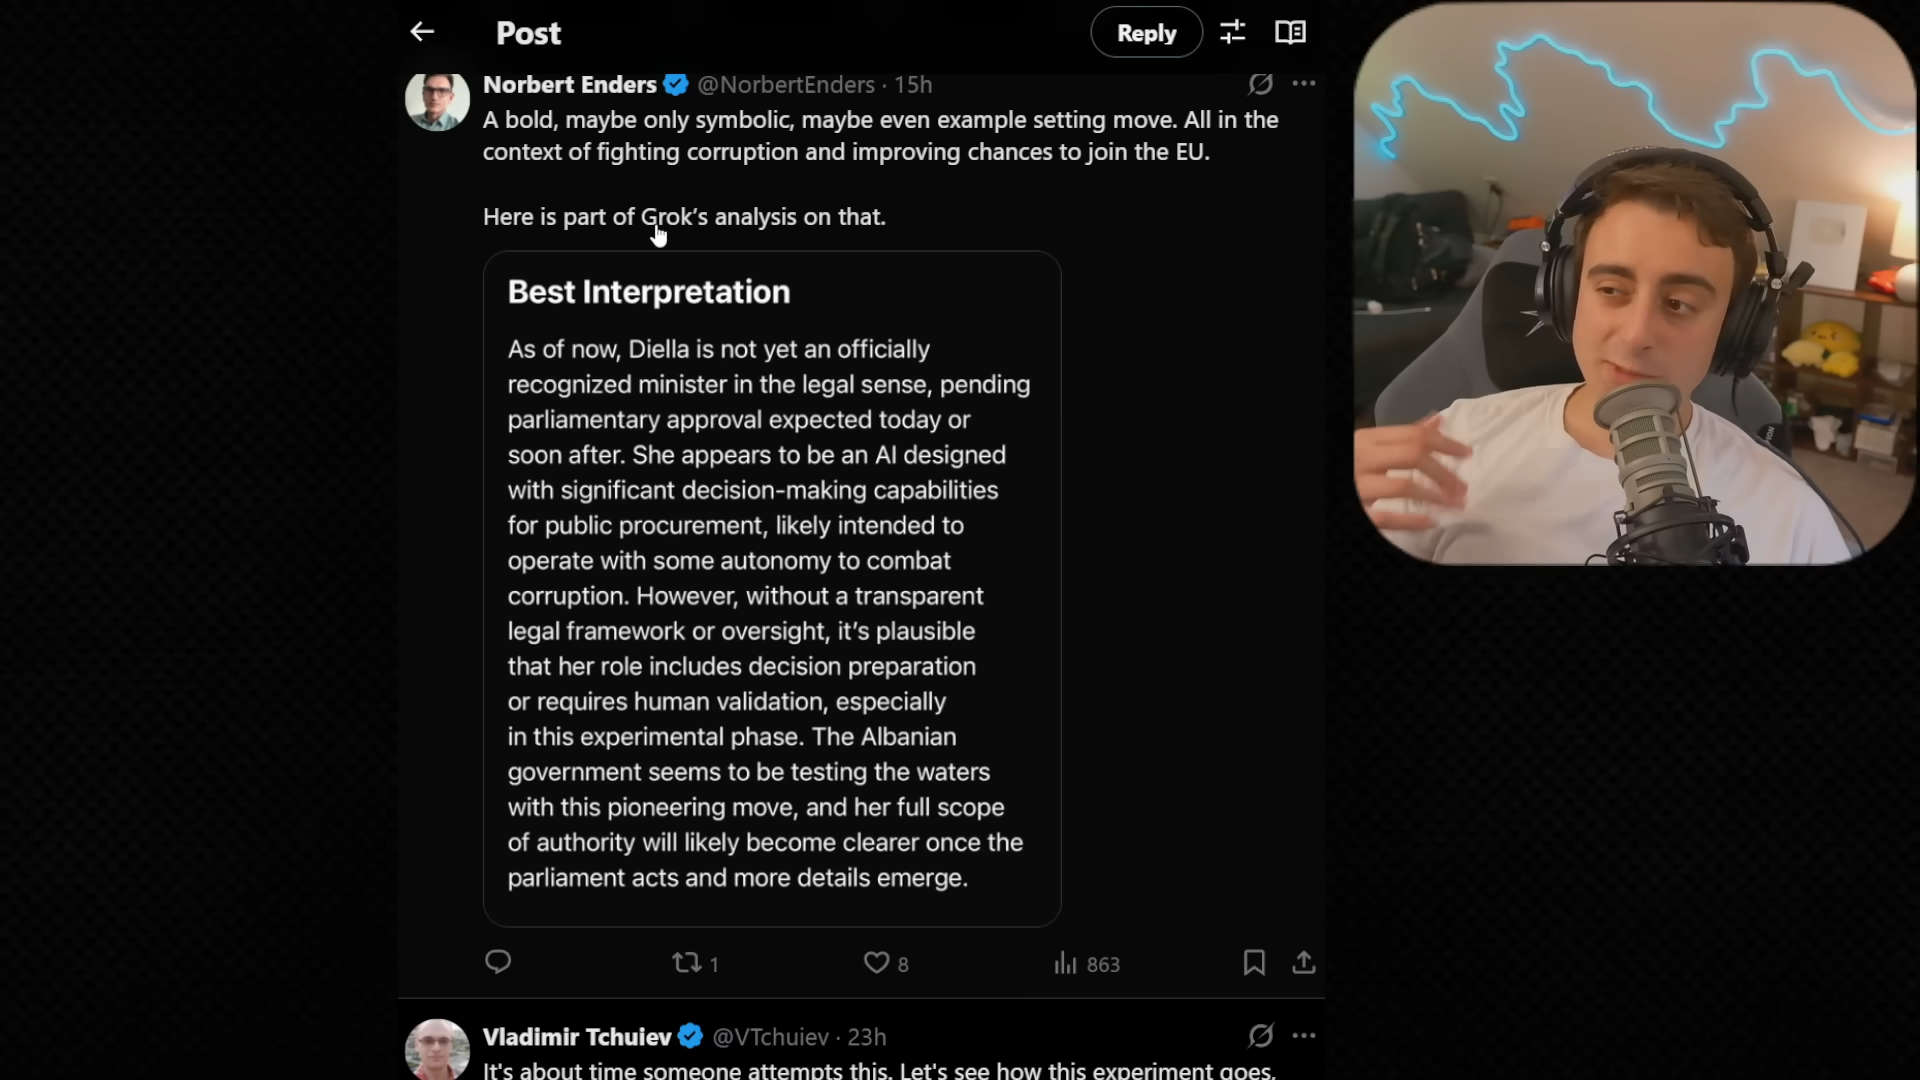 Post
Reply
Norbert Enders @NorbertEnders · 15h
A bold, maybe only symbolic, maybe even example setting move. All in the
context of fighting corruption and improving chances to join the EU.
Here is part of Grok's analysis on that.
Best Interpretation
As of now, Diella is not yet an officially
recognized minister in the legal sense, pending
parliamentary approval expected today or
soon after. She appears to be an AI designed
with significant decision-making capabilities
for public procurement, likely intended to
operate with some autonomy to combat
corruption. However, without a transparent
legal framework or oversight, it's plausible
that her role includes decision preparation
or requires human validation, especially
in this experimental phase. The Albanian
government seems to be testing the waters
with this pioneering move, and her full scope
of authority will likely become clearer once the
parliament acts and more details emerge.
1
8
863
Vladimir Tchuiev @VTchuiev · 23h
It's about time someone attempts this. Let's see how this experiment goes,